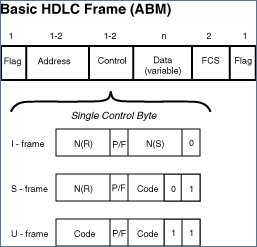 Basic HDLC Frame (ABM)
1 1-2 1-2 n 2 1
Flag Address Control Data (variable) FCS Flag
Single Control Byte
I - frame N(R) P/F N(S) 0
S - frame N(R) P/F Code 0 1
U - frame Code P/F Code 1 1